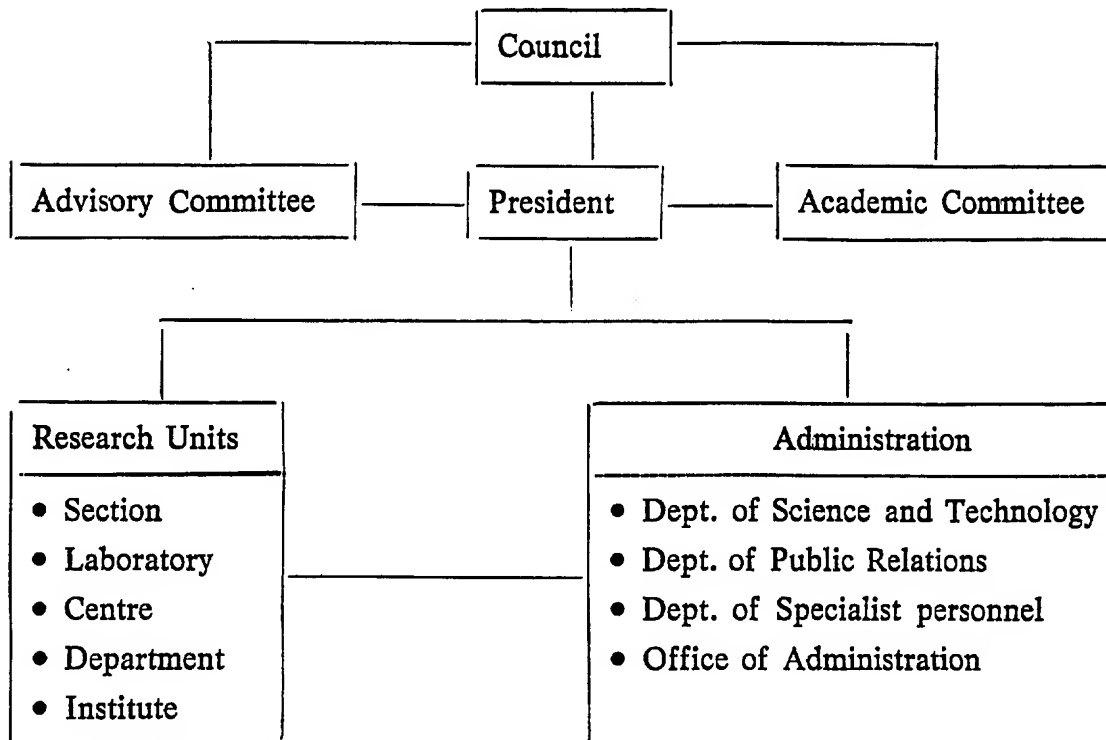 Council
Advisory Committee
President
Academic Committee
Research Units
• Section
• Laboratory
• Centre
• Department
• Institute
Administration
• Dept. of Science and Technology
• Dept. of Public Relations
• Dept. of Specialist personnel
• Office of Administration